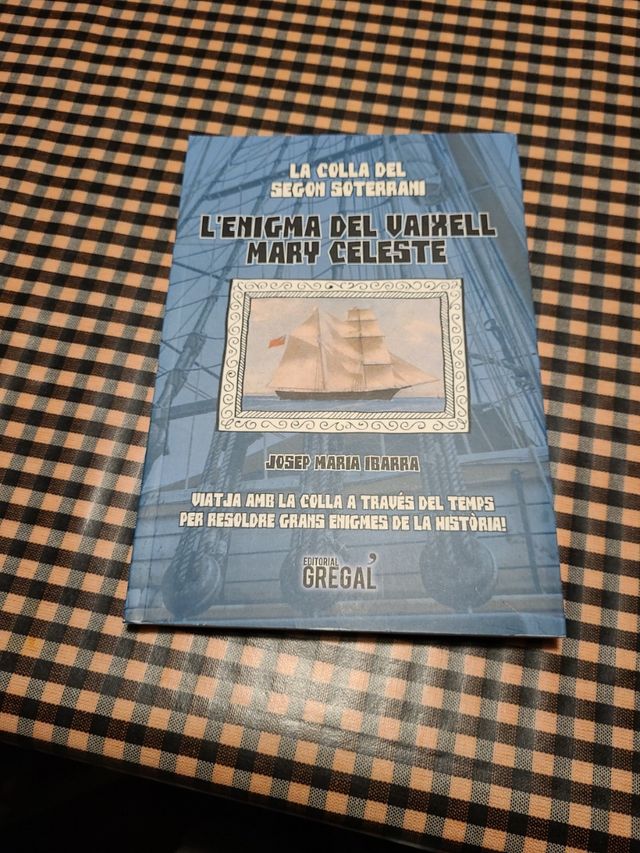 LA COLLA DEL
SEGON SOTERRANI
L'ENIGMA DEL VAIXELL
MARY CELESTE
JOSEP MARIA IBARRA
VIATJA AMB LA COLLA A TRAVÉS DEL TEMPS
PER RESOLDRE GRANS ENIGMES DE LA HISTÒRIA!
EDITORIAL
GREGAL